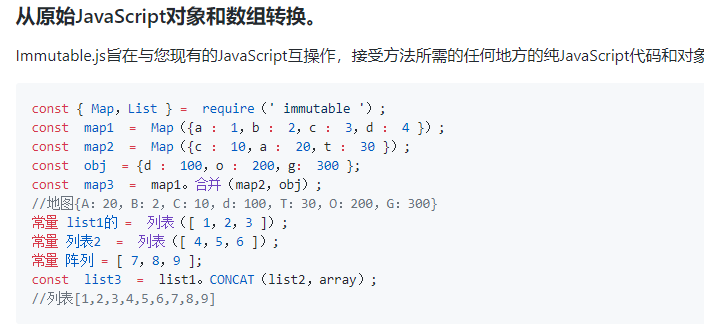 从原始JavaScript对象和数组转换。
Immutable.js旨在与您现有的JavaScript互操作，接受方法所需的任何地方的纯JavaScript代码和对象
const { Map，List } = require（' immutable '）;
const map1 = Map（{a : 1，b : 2，c : 3，d : 4 }）;
const map2 = Map（{c : 10，a : 20，t : 30 }）;
const obj = {d : 100，o : 200，g： 300 };
const map3 = map1。合并（map2，obj）;
//地图{A：20，B：2，C：10，d：100，T：30，O：200，G：300}
常量 list1的 = 列表（[ 1，2，3 ]）;
常量 列表2 = 列表（[ 4，5，6 ]）;
常量 阵列 = [ 7，8，9 ];
const list3 = list1。CONCAT（list2，array）;
//列表[1,2,3,4,5,6,7,8,9]